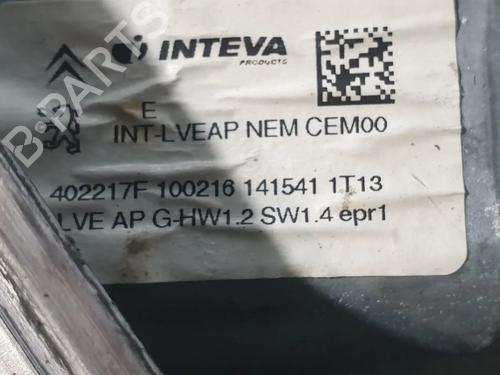 INTEVA
PRODUCTS
E
INT-LVEAP NEM CEM00
402217F 100216 141541 1T13
LVE AP G-HW1.2 SW1.4 epr1
B-PARTS